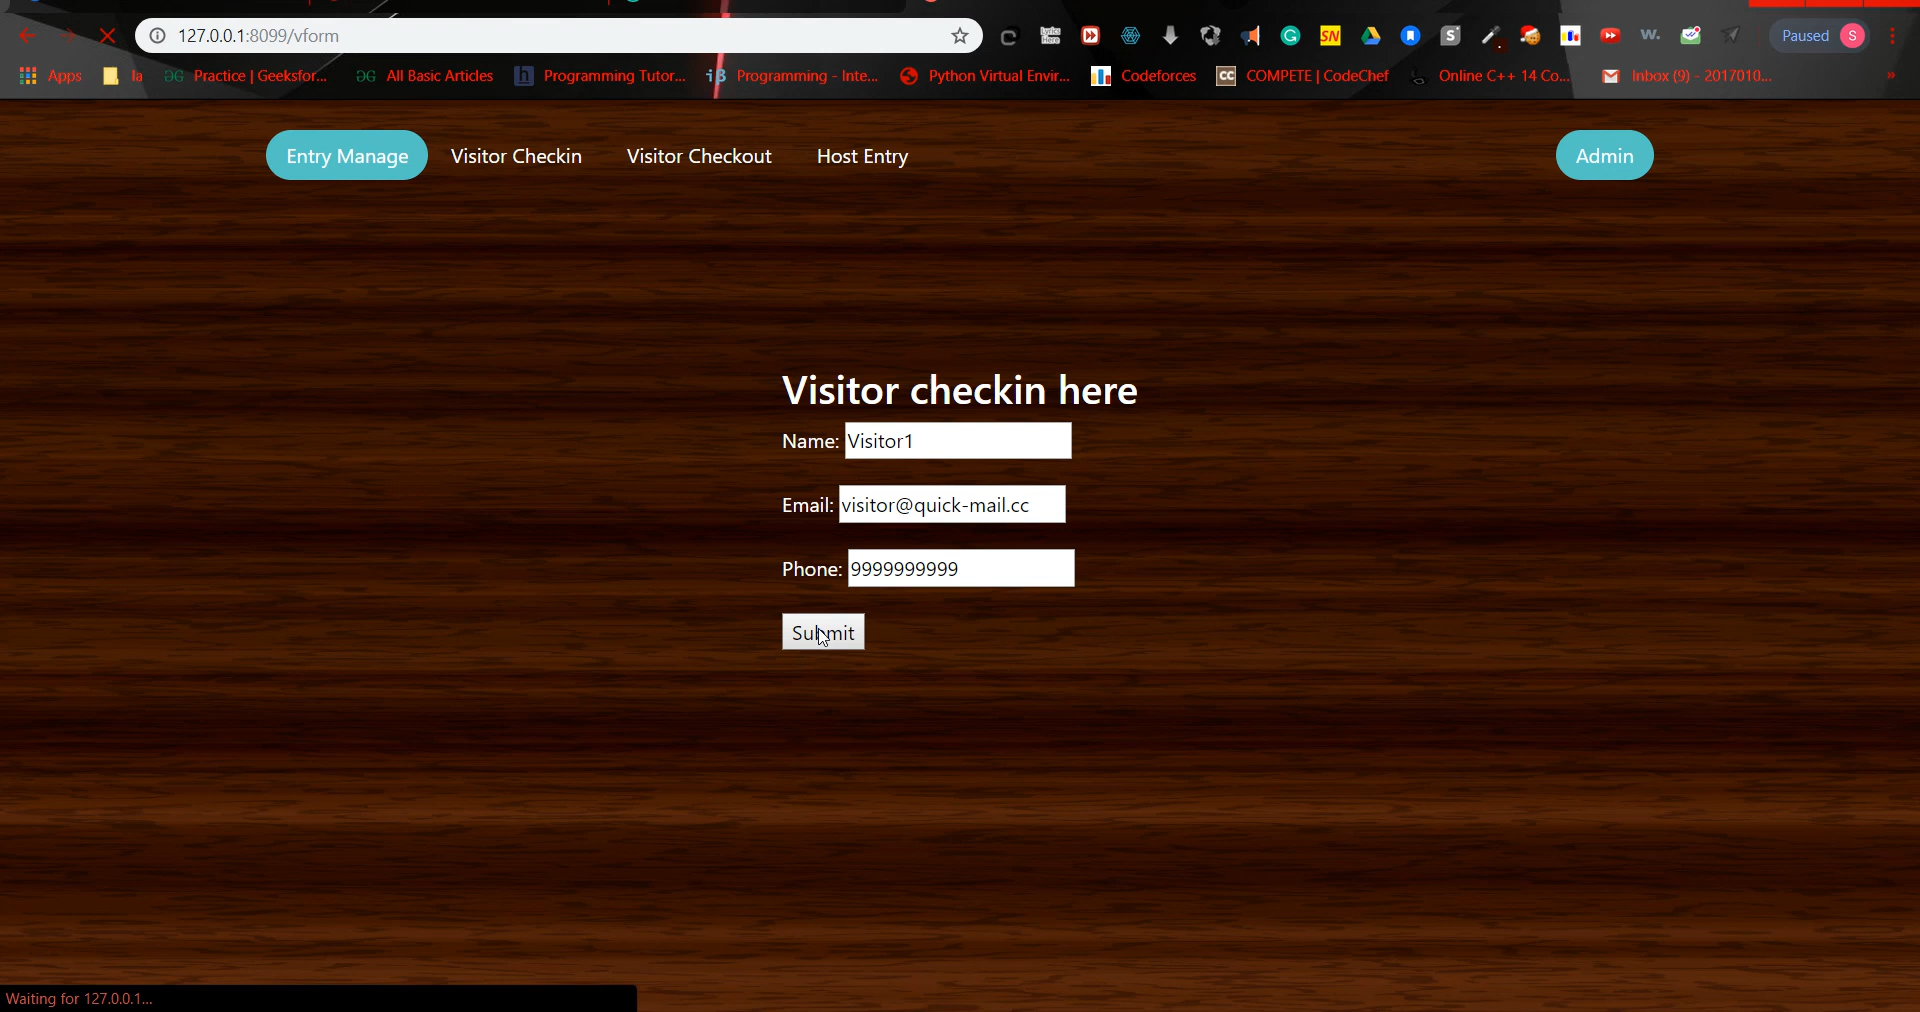 127.0.0.1:8099/vform
Paused S
Apps la Practice | Geeksfor... All Basic Articles Programming Tutor... Programming - Inte... Python Virtual Envir... Codeforces COMPETE | CodeChef Online C++ 14 Co... Inbox (9) - 2017010... »
Entry Manage Visitor Checkin Visitor Checkout Host Entry Admin
Visitor checkin here
Name: Visitor1
Email: visitor@quick-mail.cc
Phone: 9999999999
Submit
Waiting for 127.0.0.1...